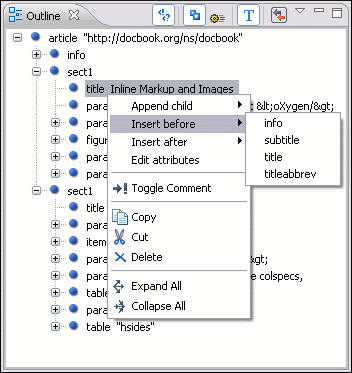 Outline
T
article "http://docbook.org/ns/docbook"
info
sect1
title Inline Markup and Images
para
Append child
&lt;oXygen/&gt;
para
Insert before
info
figur
Insert after
subtitle
para
Edit attributes
title
para
titleabbrev
sect1
Toggle Comment
title
para
Copy
item
Cut
para
Delete
gt;
para
e colspecs,
table
Expand All
para
Collapse All
table "hsides"